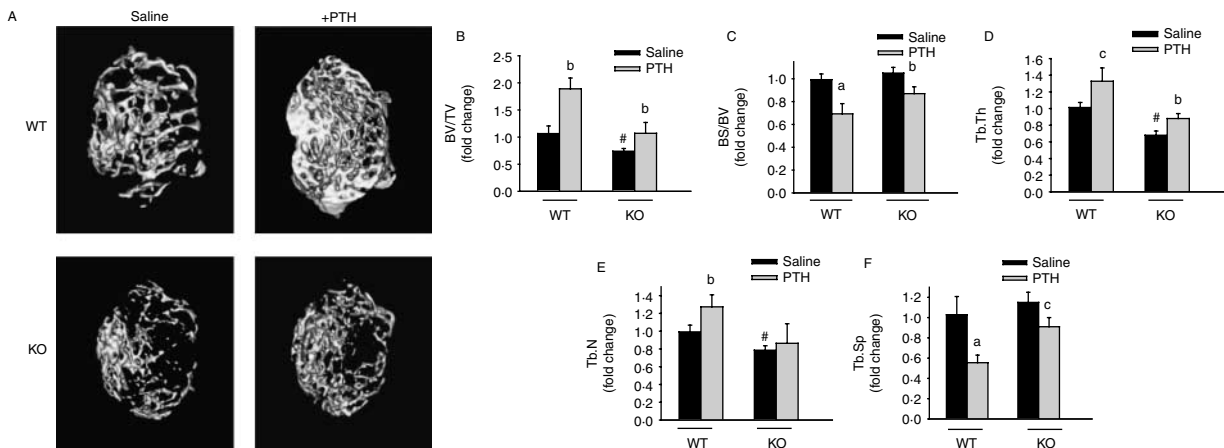 A
Saline
+PTH
WT
KO
B
Saline
PTH
2·5
2·0
1·5
1·0
0·5
0·0
BV/TV
(fold change)
b
#
b
WT
KO
C
Saline
PTH
1·2
1·0
0·8
0·6
0·4
0·2
0·0
BS/BV
(fold change)
a
b
WT
KO
D
Saline
PTH
1·6
1·4
1·2
1·0
0·8
0·6
0·4
0·2
0·0
Tb.Th
(fold change)
c
#
b
WT
KO
E
Saline
PTH
1·4
1·2
1·0
0·8
0·6
0·4
0·2
0·0
Tb.N
(fold change)
b
#
WT
KO
F
Saline
PTH
1·2
1·0
0·8
0·6
0·4
0·2
0·0
Tb.Sp
(fold change)
a
c
WT
KO